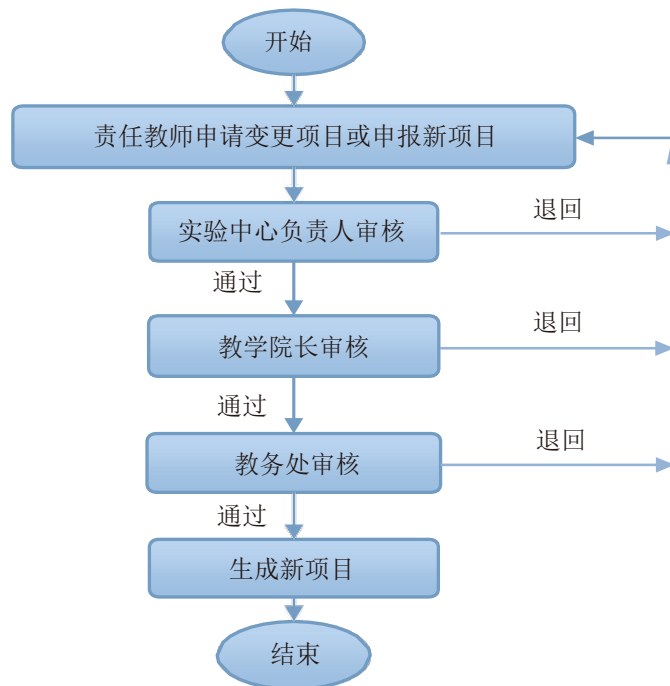 开始
责任教师申请变更项目或申报新项目
实验中心负责人审核
退回
通过
教学院长审核
退回
通过
教务处审核
退回
通过
生成新项目
结束